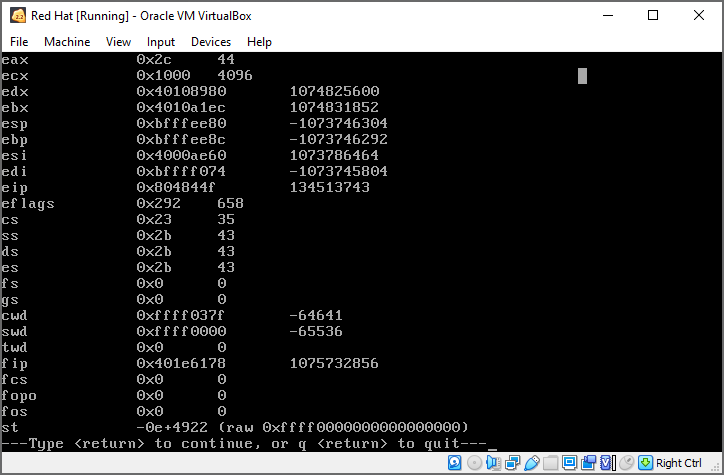 Red Hat [Running] - Oracle VM VirtualBox
File Machine View Input Devices Help
eax 0x2c 44
ecx 0x1000 4096
edx 0x40108980 1074825600
ebx 0x4010a1ec 1074831852
esp 0xbfffee80 -1073746304
ebp 0xbfffee8c -1073746292
esi 0x4000ae60 1073786464
edi 0xbffff074 -1073745804
eip 0x804844f 134513743
eflags 0x292 658
cs 0x23 35
ss 0x2b 43
ds 0x2b 43
es 0x2b 43
fs 0x0 0
gs 0x0 0
cwd 0xffff037f -64641
swd 0xffff0000 -65536
twd 0x0 0
fip 0x401e6178 1075732856
fcs 0x0 0
fopo 0x0 0
fos 0x0 0
st -0e+4922 (raw 0xffff0000000000000000)
---Type <return> to continue, or q <return> to quit---_
Right Ctrl